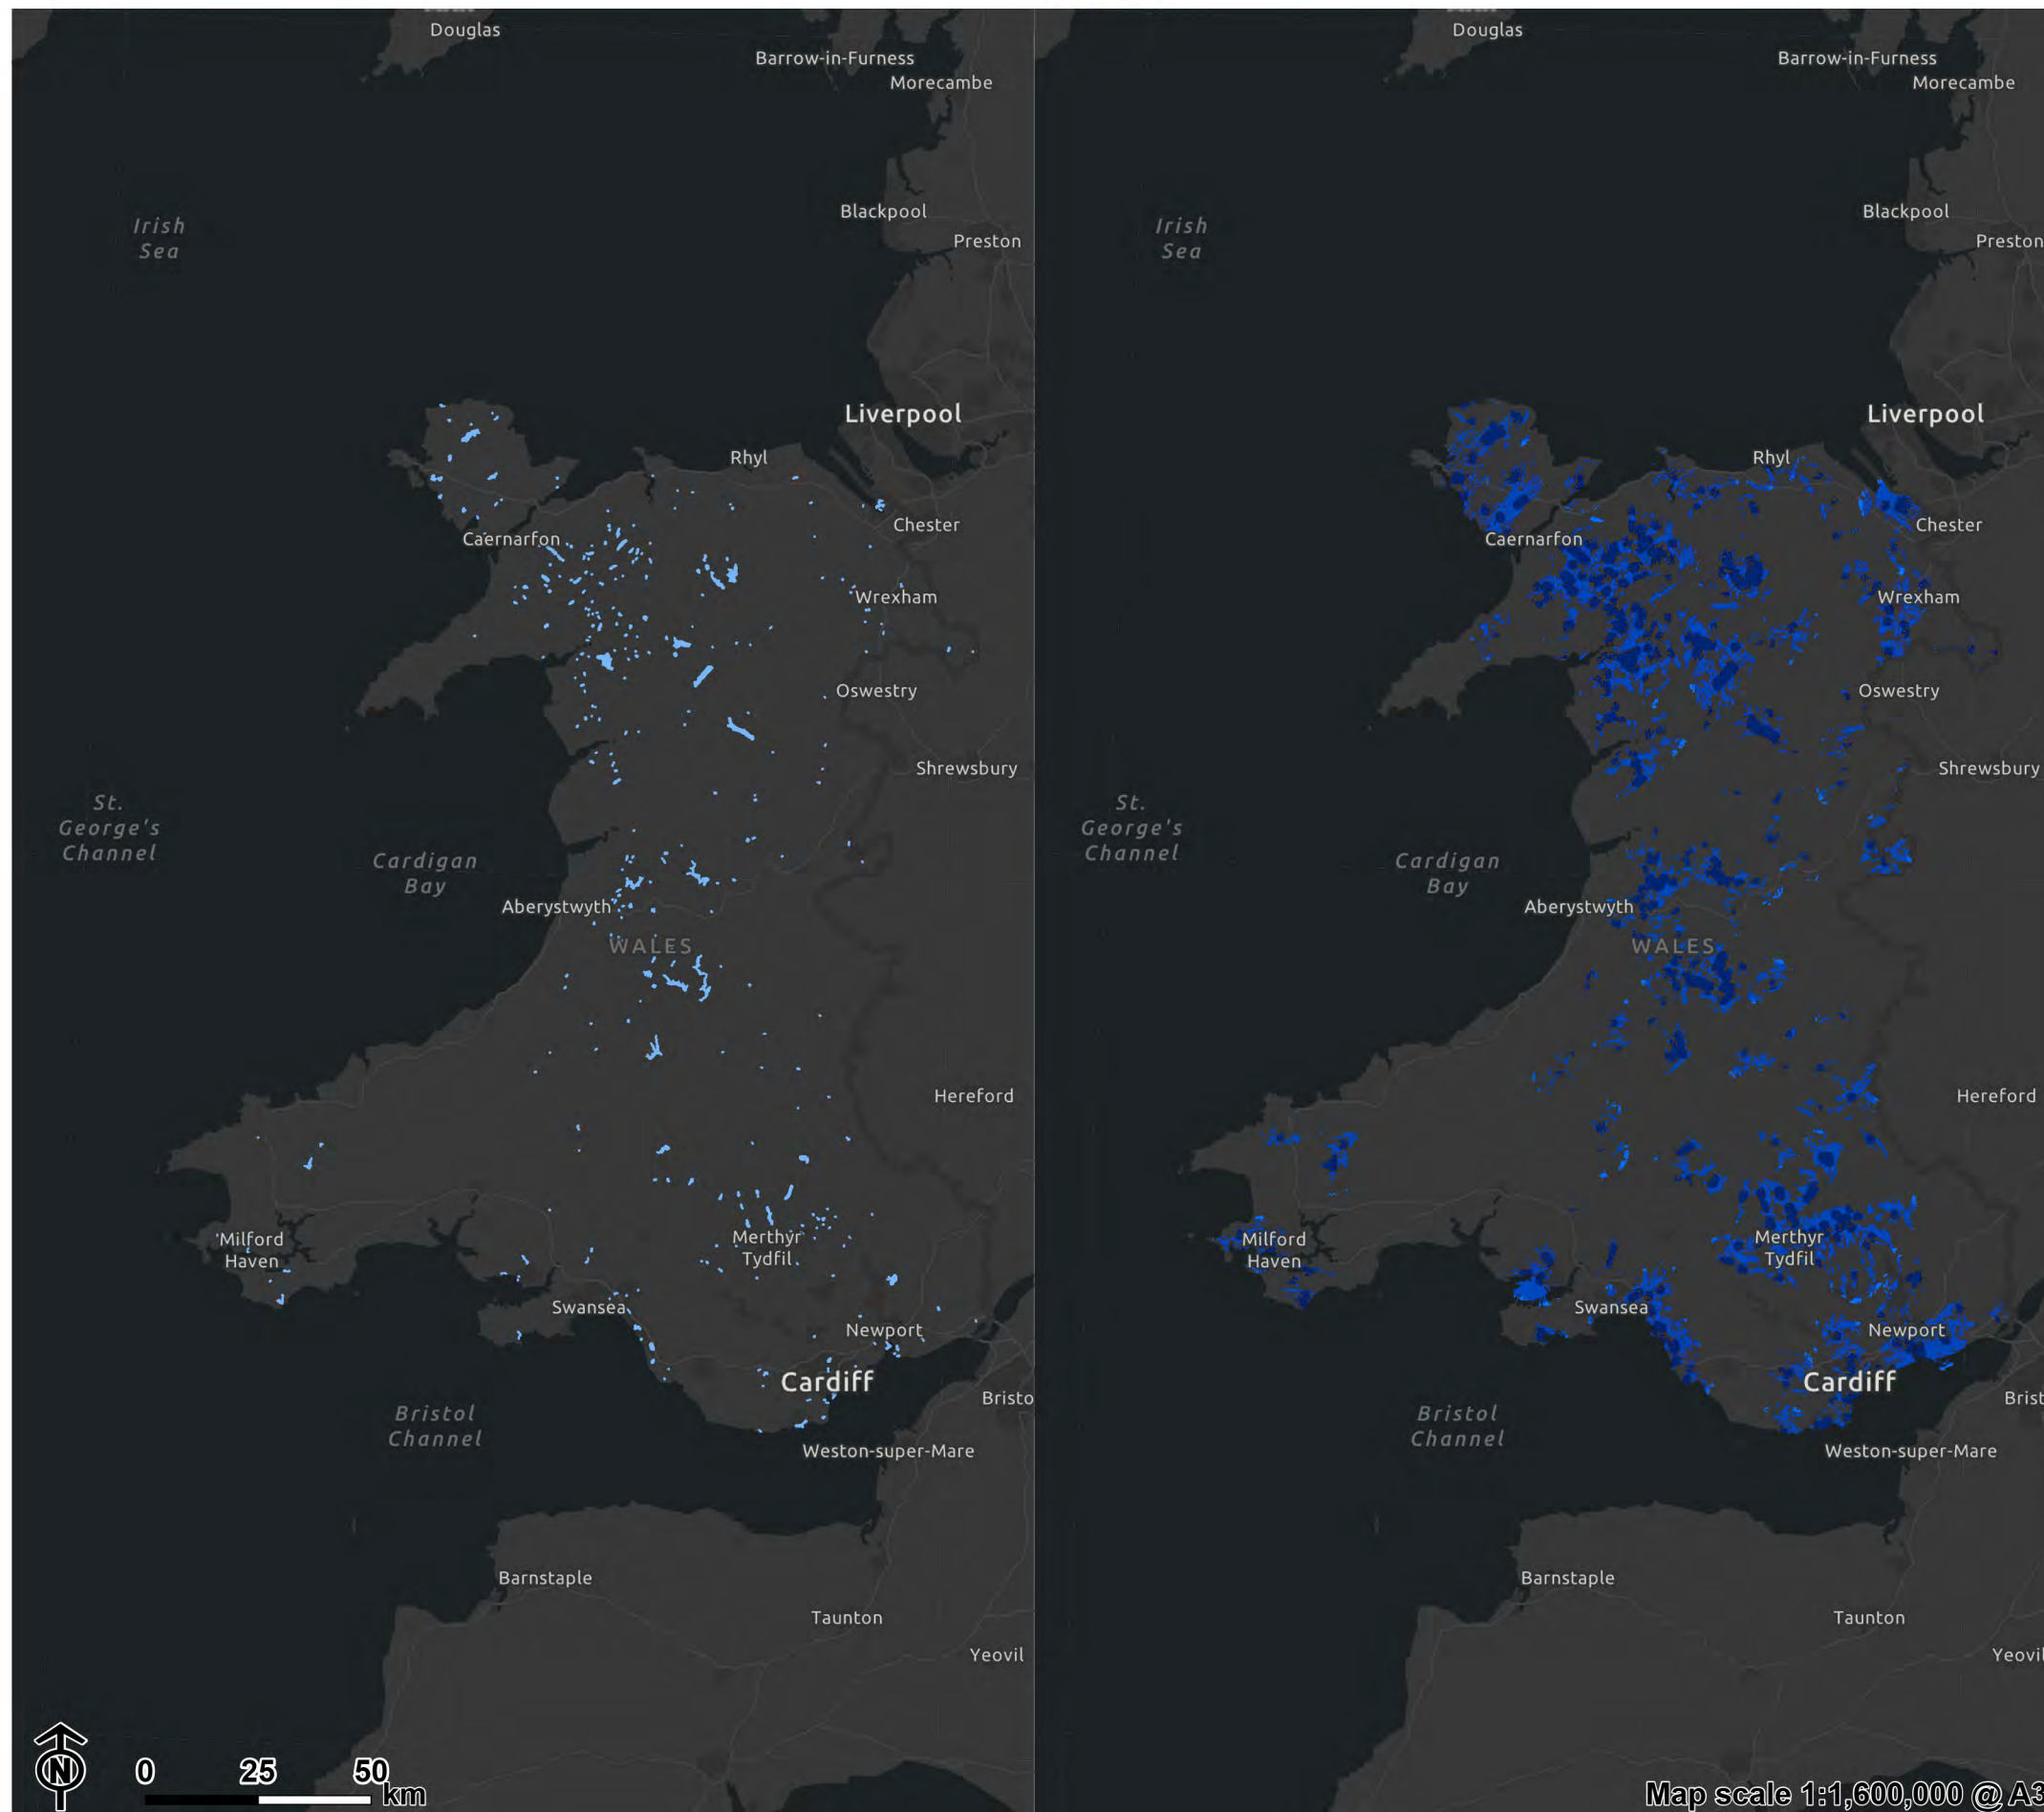 Douglas
Barrow-in-Furness
Morecambe
Blackpool
Preston
Irish
Sea
Liverpool
Rhyl
Chester
Caernarfon
Wrexham
Oswestry
Shrewsbury
St.
George's
Channel
Cardigan
Bay
Aberystwyth
WALES
Hereford
Milford
Haven
Merthyr
Tydfil
Swansea
Newport
Cardiff
Bristo
Bristol
Channel
Weston-super-Mare
Barnstaple
Taunton
Yeovil
N
0 25 50
km
Douglas
Barrow-in-Furness
Morecambe
Blackpool
Preston
Irish
Sea
Liverpool
Rhyl
Chester
Caernarfon
Wrexham
Oswestry
Shrewsbury
St.
George's
Channel
Cardigan
Bay
Aberystwyth
WALES
Hereford
Milford
Haven
Merthyr
Tydfil
Swansea
Newport
Cardiff
Brist
Bristol
Channel
Weston-super-Mare
Barnstaple
Taunton
Yeovil
Map scale 1:1,600,000 @ A3